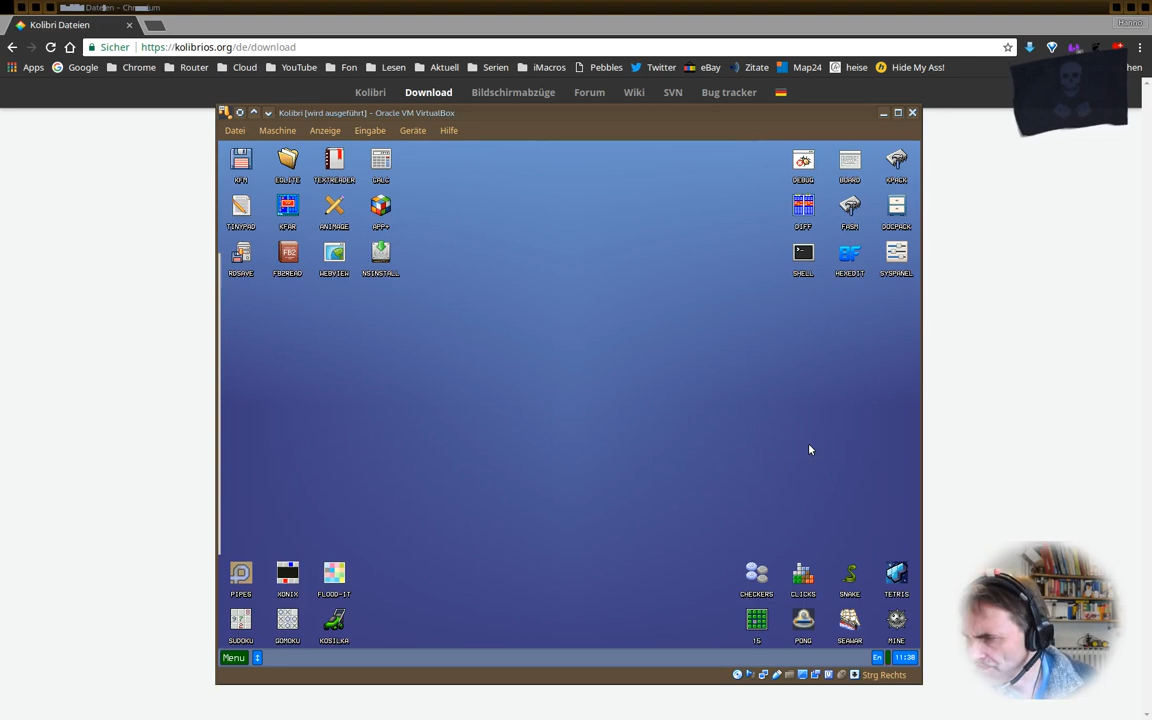 Dateien – Chromium
Kolibri Dateien
Hanno
Sicher https://kolibrios.org/de/download
Apps Google Chrome Router Cloud YouTube Fon Lesen Aktuell Serien iMacros Pebbles Twitter eBay Zitate Map24 heise Hide My Ass! hen
Kolibri Download Bildschirmabzüge Forum Wiki SVN Bug tracker
Kolibri [wird ausgeführt] - Oracle VM VirtualBox
Datei Maschine Anzeige Eingabe Geräte Hilfe
KFM EOLITE TEXTREADER CALC DEBUG BOARD KPACK
TINYPAD KFAR ANIMAGE APP+ DIFF FASM DOCPACK
RDSAVE FB2READ WEBVIEW NSINSTALL SHELL HEXEDIT SYSPANEL
PIPES XONIX FLOOD-IT CHECKERS CLICKS SNAKE TETRIS
SUDOKU GOMOKU KOSILKA 15 PONG SEAWAR MINE
Menu En 11:38
Strg Rechts